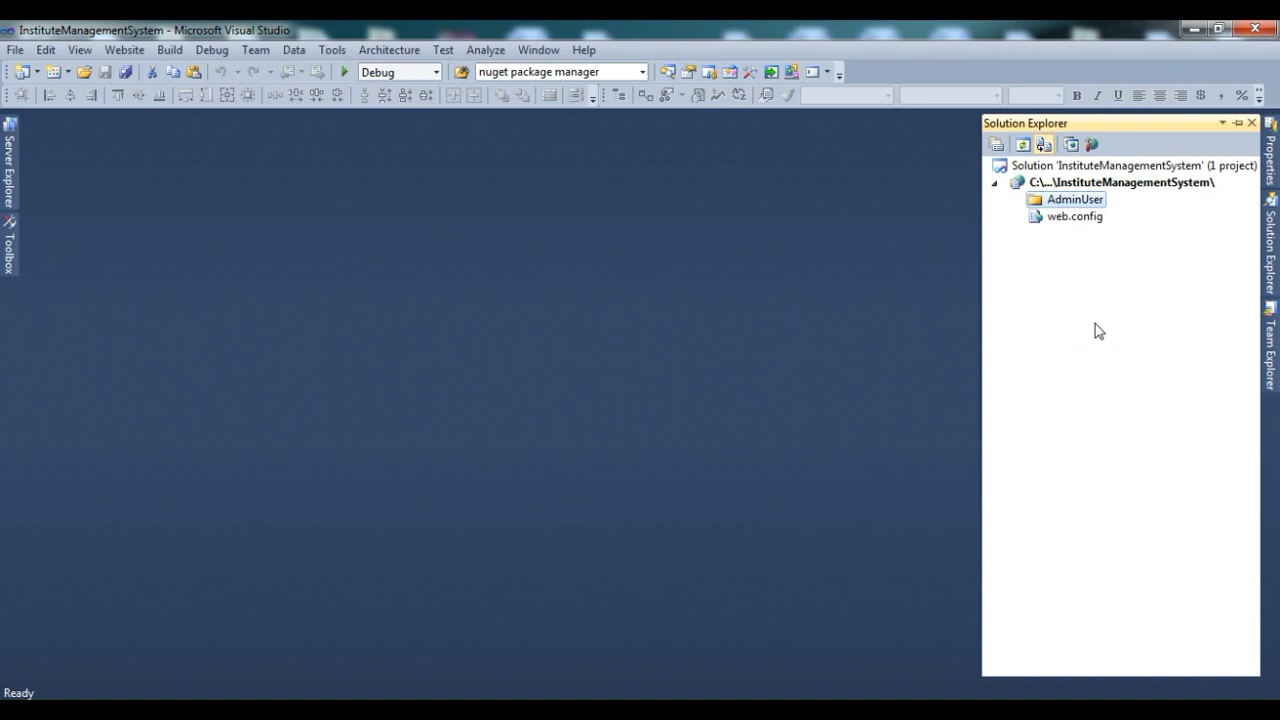 InstituteManagementSystem - Microsoft Visual Studio
File Edit View Website Build Debug Team Data Tools Architecture Test Analyze Window Help
Debug nuget package manager
B I U $ , %
Server Explorer
Toolbox
Solution Explorer
Solution 'InstituteManagementSystem' (1 project)
C:\...\InstituteManagementSystem\
AdminUser
web.config
Properties
Solution Explorer
Team Explorer
Ready